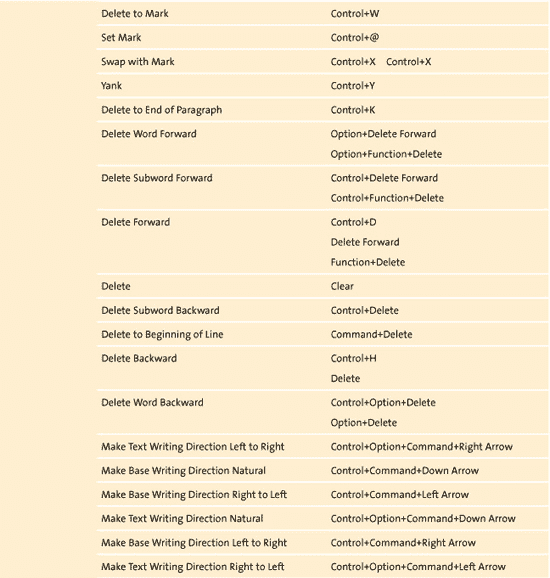 Delete to Mark Control+W
Set Mark Control+@
Swap with Mark Control+X Control+X
Yank Control+Y
Delete to End of Paragraph Control+K
Delete Word Forward Option+Delete Forward
Option+Function+Delete
Delete Subword Forward Control+Delete Forward
Control+Function+Delete
Delete Forward Control+D
Delete Forward
Function+Delete
Delete Clear
Delete Subword Backward Control+Delete
Delete to Beginning of Line Command+Delete
Delete Backward Control+H
Delete
Delete Word Backward Control+Option+Delete
Option+Delete
Make Text Writing Direction Left to Right Control+Option+Command+Right Arrow
Make Base Writing Direction Natural Control+Command+Down Arrow
Make Base Writing Direction Right to Left Control+Command+Left Arrow
Make Text Writing Direction Natural Control+Option+Command+Down Arrow
Make Base Writing Direction Left to Right Control+Command+Right Arrow
Make Text Writing Direction Right to Left Control+Option+Command+Left Arrow